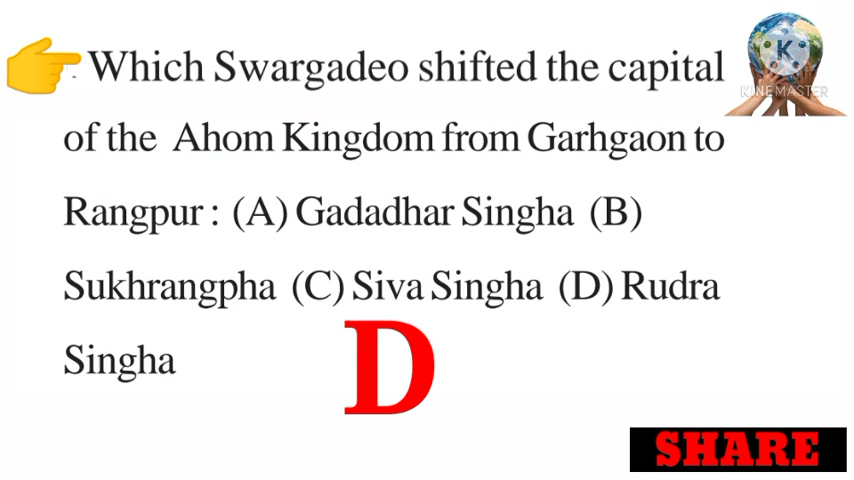 Which Swargadeo shifted the capital
K
KINEMASTER
of the Ahom Kingdom from Garhgaon to
Rangpur : (A) Gadadhar Singha (B)
Sukhrangpha (C) Siva Singha (D) Rudra
Singha
D
SHARE